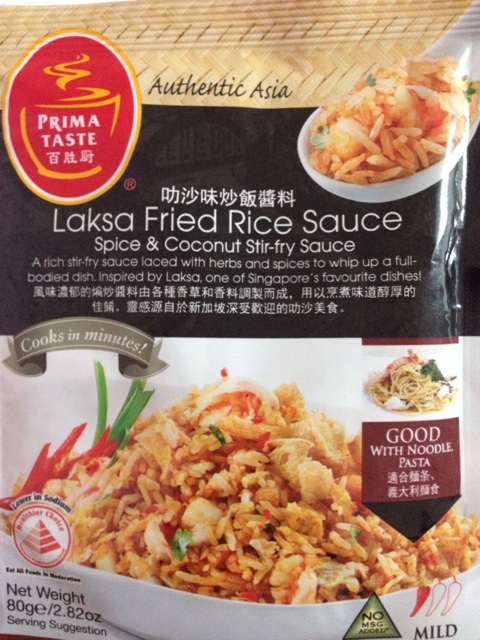 Authentic Asia
PRIMA
TASTE
百胜厨
®
叻沙味炒飯醬料
Laksa Fried Rice Sauce
Spice & Coconut Stir-fry Sauce
A rich stir-fry sauce laced with herbs and spices to whip up a full-
bodied dish. Inspired by Laksa, one of Singapore's favourite dishes!
風味濃郁的煸炒醬料由各種香草和香料調製而成，用以烹煮味道醇厚的
佳餚。靈感源自於新加坡深受歡迎的叻沙美食。
Cooks in minutes!
GOOD
WITH NOODLE,
PASTA
適合麵条、
義大利麵食
Lower in Sodium
Healthier Choice
Eat All Foods In Moderation
Net Weight
80ge/2.82oz
Serving Suggestion
NO
MSG
ADDED*
MILD